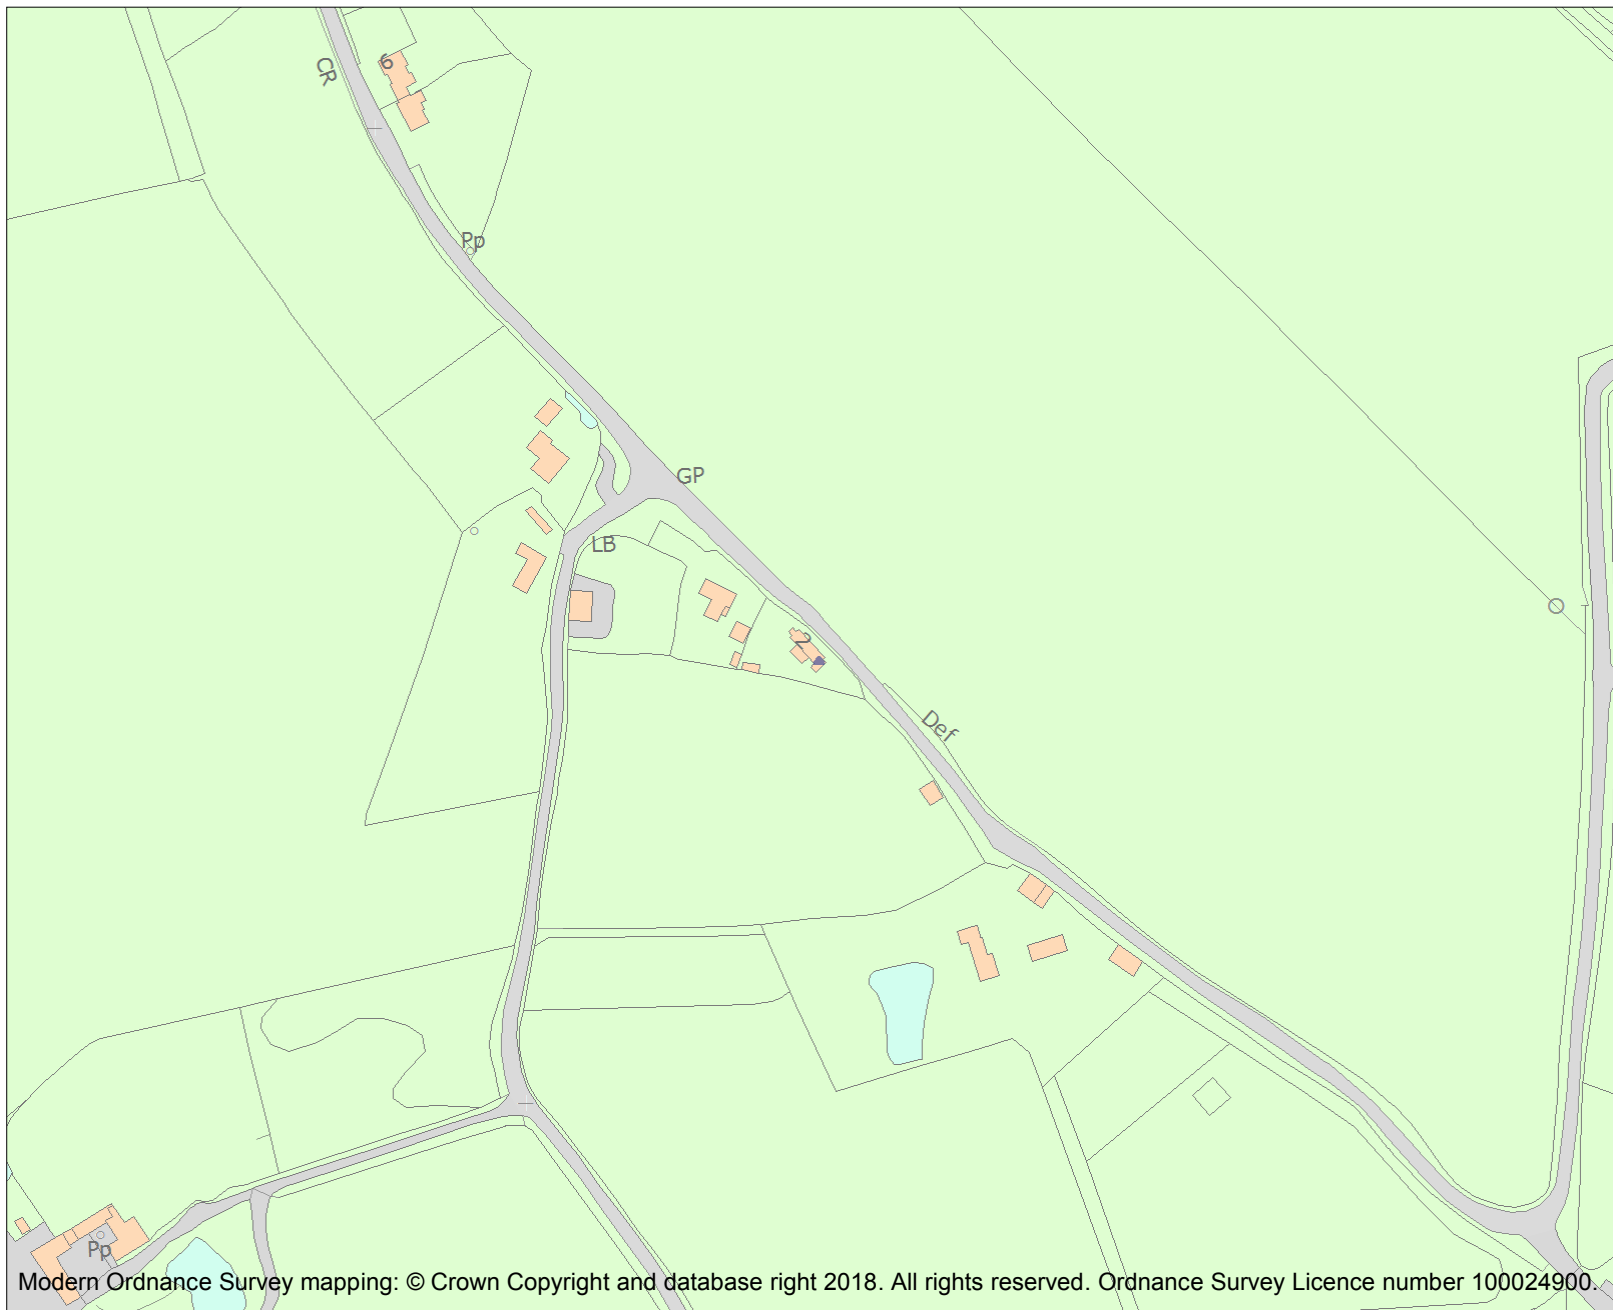 CR
6
Pp
GP
LB
2
Def
Pp
Modern Ordnance Survey mapping: © Crown Copyright and database right 2018. All rights reserved. Ordnance Survey Licence number 100024900.